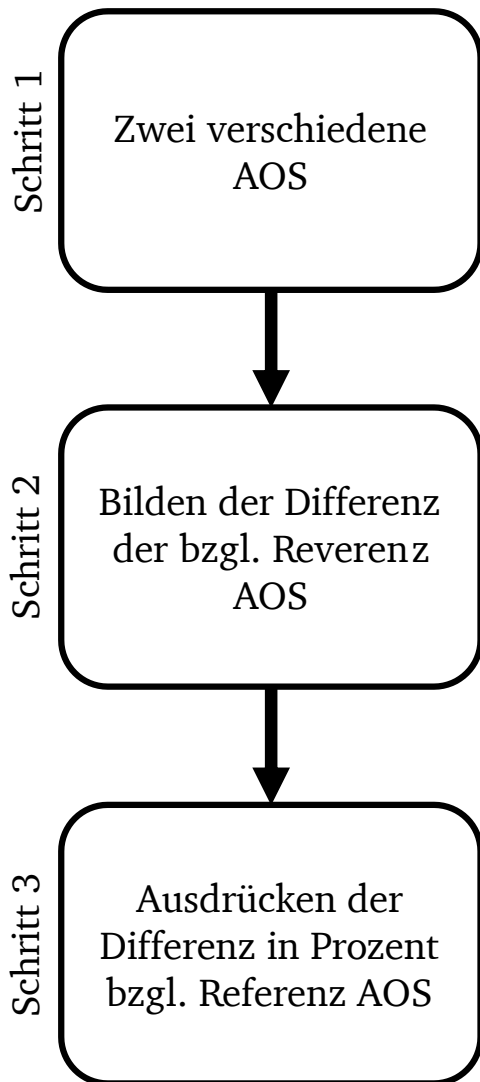 Schritt 1
Zwei verschiedene
AOS
Schritt 2
Bilden der Differenz
der bzgl. Reverenz
AOS
Schritt 3
Ausdrücken der
Differenz in Prozent
bzgl. Referenz AOS